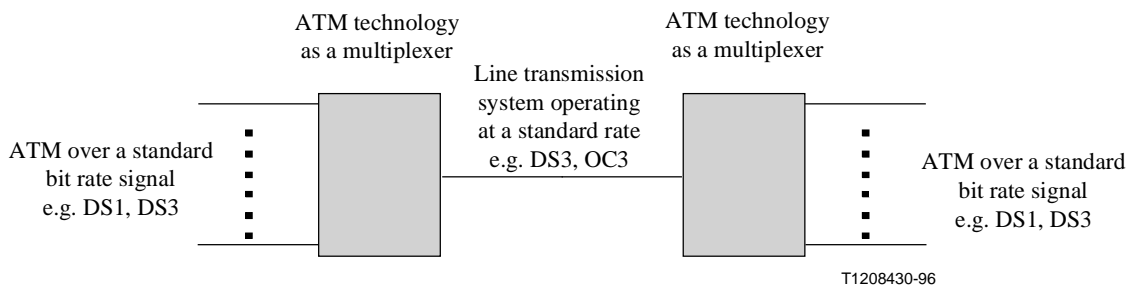 ATM technology
as a multiplexer
ATM technology
as a multiplexer
Line transmission
system operating
at a standard rate
e.g. DS3, OC3
ATM over a standard
bit rate signal
e.g. DS1, DS3
ATM over a standard
bit rate signal
e.g. DS1, DS3
T1208430-96